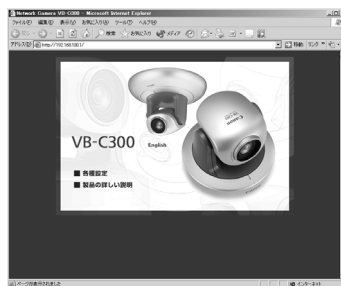 Network Camera VB-C300 - Microsoft Internet Explorer
ファイル(F) 編集(E) 表示(V) お気に入り(A) ツール(T) ヘルプ(H)
検索 お気に入り メディア
アドレス(D) http://192.168.100.1/ 移動 リンク
VB-C300
English
Canon
■ 各種設定
■ 製品の詳しい説明
ページが表示されました
インターネット